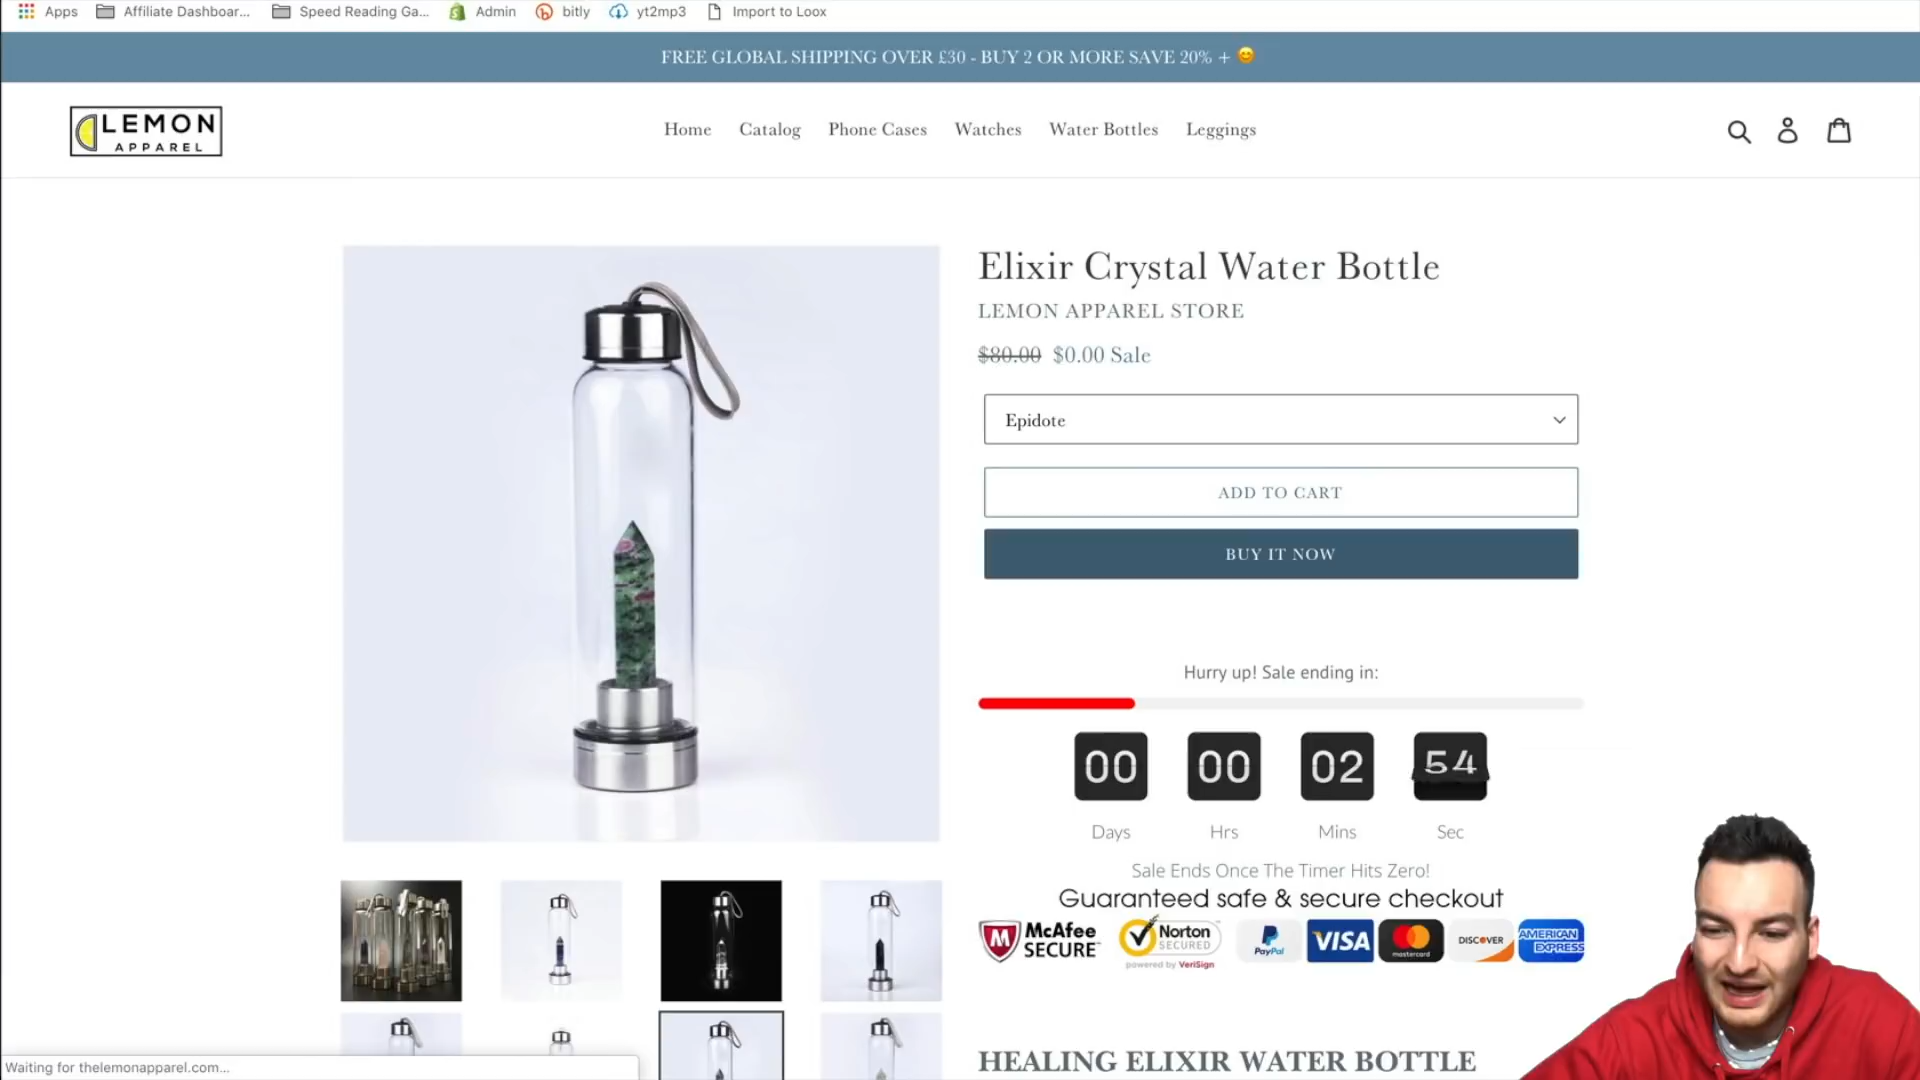 Apps
Affiliate Dashboar...
Speed Reading Ga...
Admin
bitly
yt2mp3
Import to Loox
FREE GLOBAL SHIPPING OVER £30 - BUY 2 OR MORE SAVE 20% + 😊
LEMON
APPAREL
Home
Catalog
Phone Cases
Watches
Water Bottles
Leggings
Elixir Crystal Water Bottle
LEMON APPAREL STORE
$80.00 $0.00 Sale
Epidote
ADD TO CART
BUY IT NOW
Hurry up! Sale ending in:
00 00 02 54
Days Hrs Mins Sec
Sale Ends Once The Timer Hits Zero!
Guaranteed safe & secure checkout
McAfee
SECURE
Norton
SECURED
powered by VeriSign
PayPal
VISA
mastercard
DISCOVER
AMERICAN
EXPRESS
HEALING ELIXIR WATER BOTTLE
Waiting for thelemonapparel.com...